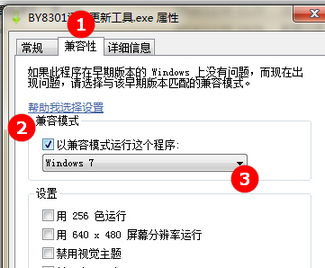 BY8301 更新工具.exe 属性
1
常规 兼容性 详细信息
如果此程序在早期版本的 Windows 上没有问题，而现在出
现问题，请选择与该早期版本匹配的兼容模式。
帮助我选择设置
2
兼容模式
以兼容模式运行这个程序：
Windows 7
3
设置
用 256 色运行
用 640 x 480 屏幕分辨率运行
禁用视觉主题